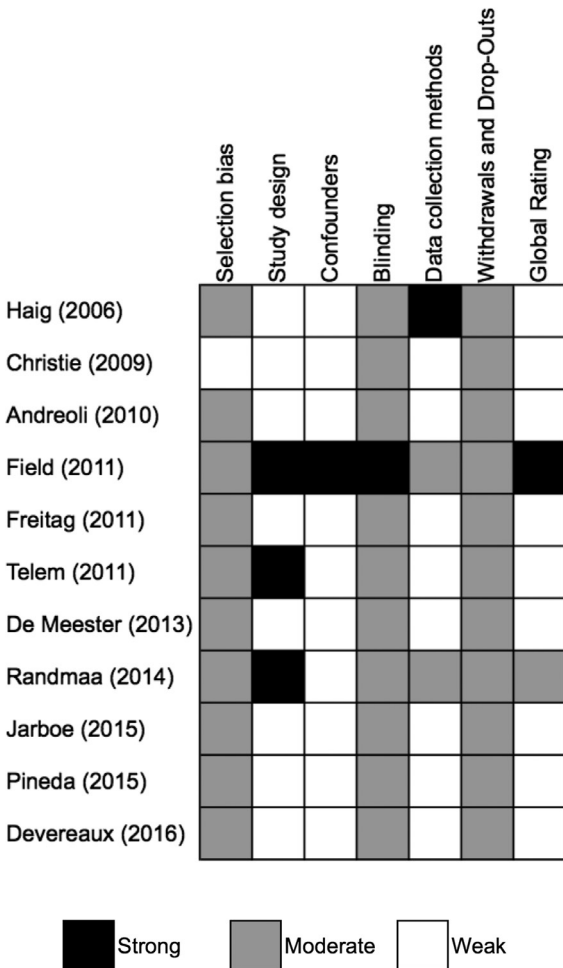 Selection bias
Study design
Confounders
Blinding
Data collection methods
Withdrawals and Drop-Outs
Global Rating
Haig (2006)
Christie (2009)
Andreoli (2010)
Field (2011)
Freitag (2011)
Telem (2011)
De Meester (2013)
Randmaa (2014)
Jarboe (2015)
Pineda (2015)
Devereaux (2016)
Strong
Moderate
Weak